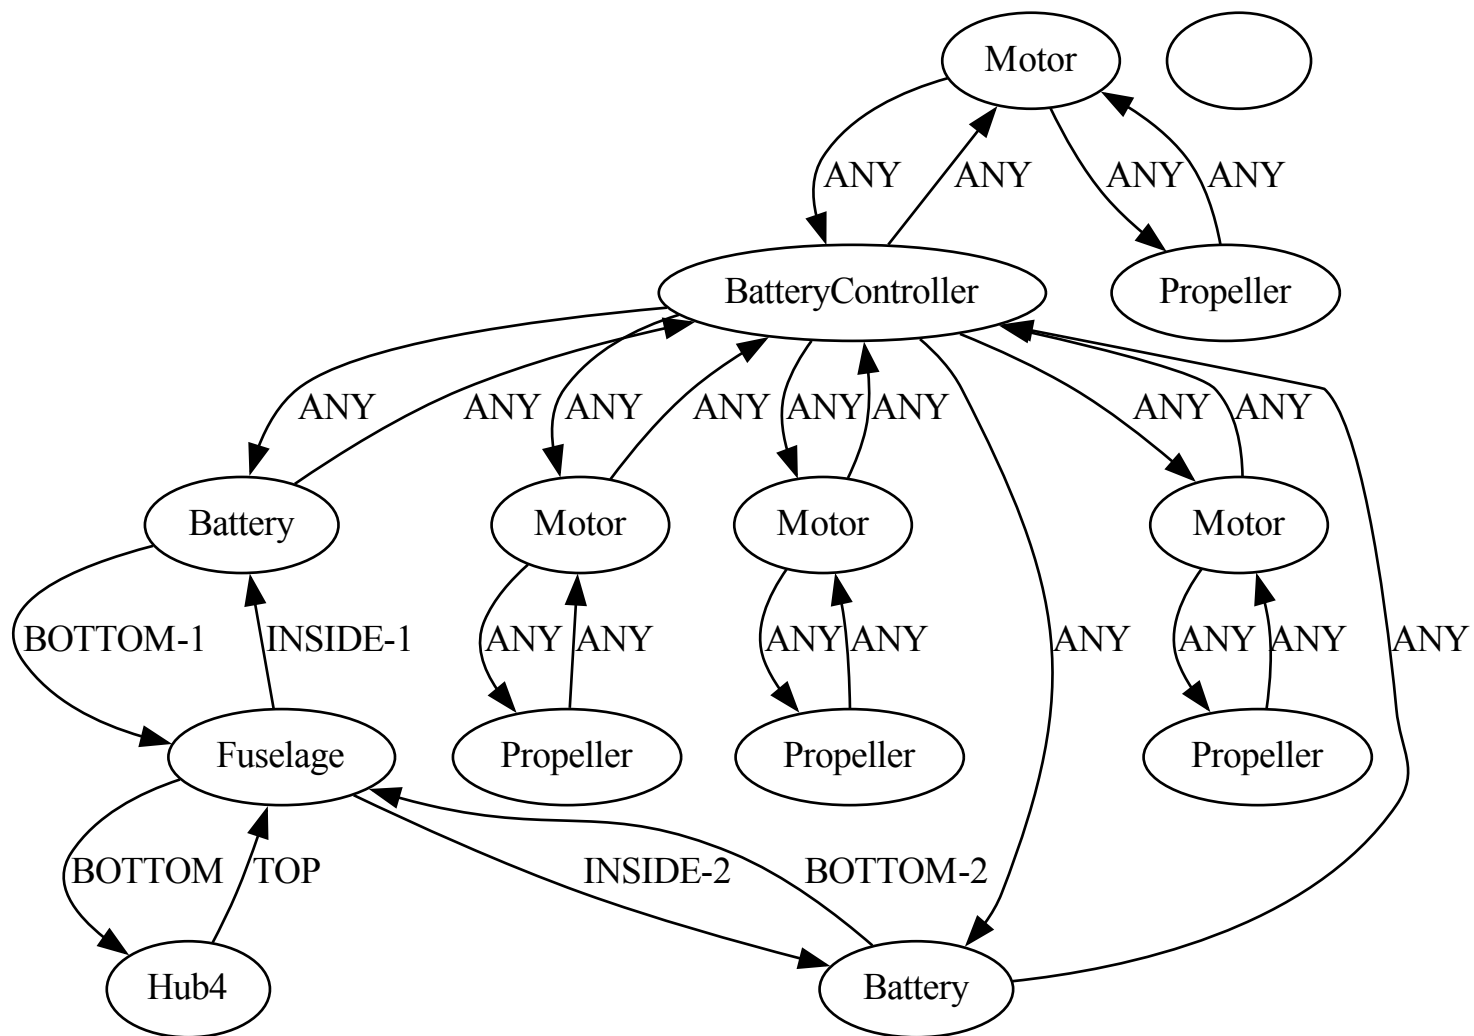 Motor
ANY
ANY
ANY
ANY
BatteryController
Propeller
ANY
ANY
ANY
ANY
ANY
ANY
ANY
ANY
Battery
Motor
Motor
Motor
BOTTOM-1
INSIDE-1
ANY
ANY
ANY
ANY
ANY
ANY
ANY
ANY
Fuselage
Propeller
Propeller
Propeller
BOTTOM
TOP
INSIDE-2
BOTTOM-2
Hub4
Battery